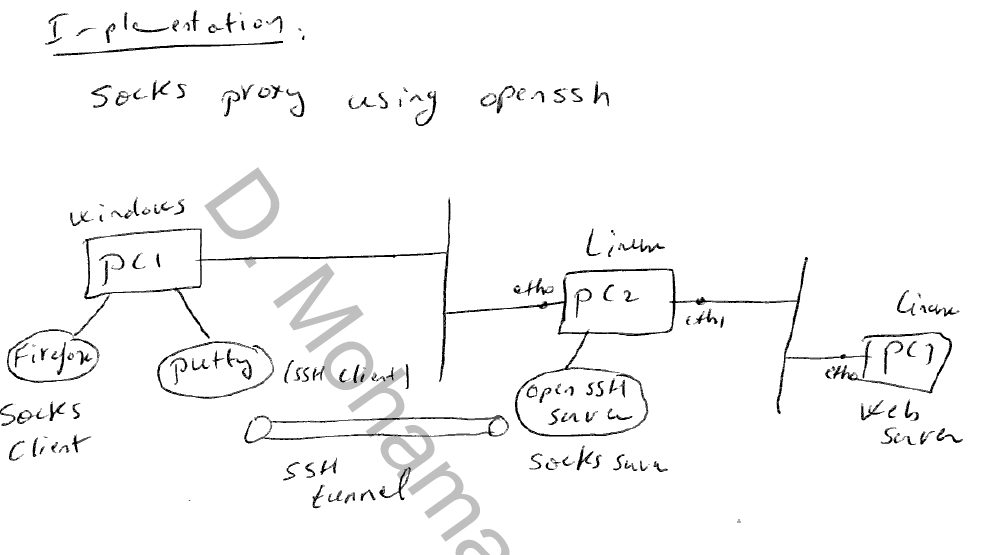 Implementation.
Socks proxy using openssh
Windows
PC1
Firefox
Socks
Client
putty
(SSH Client)
SSH
tunnel
Linux
eth0
PC2
eth1
open ssH
server
Socks server
Linux
eth0
PC3
Web
Server
D. Mohama